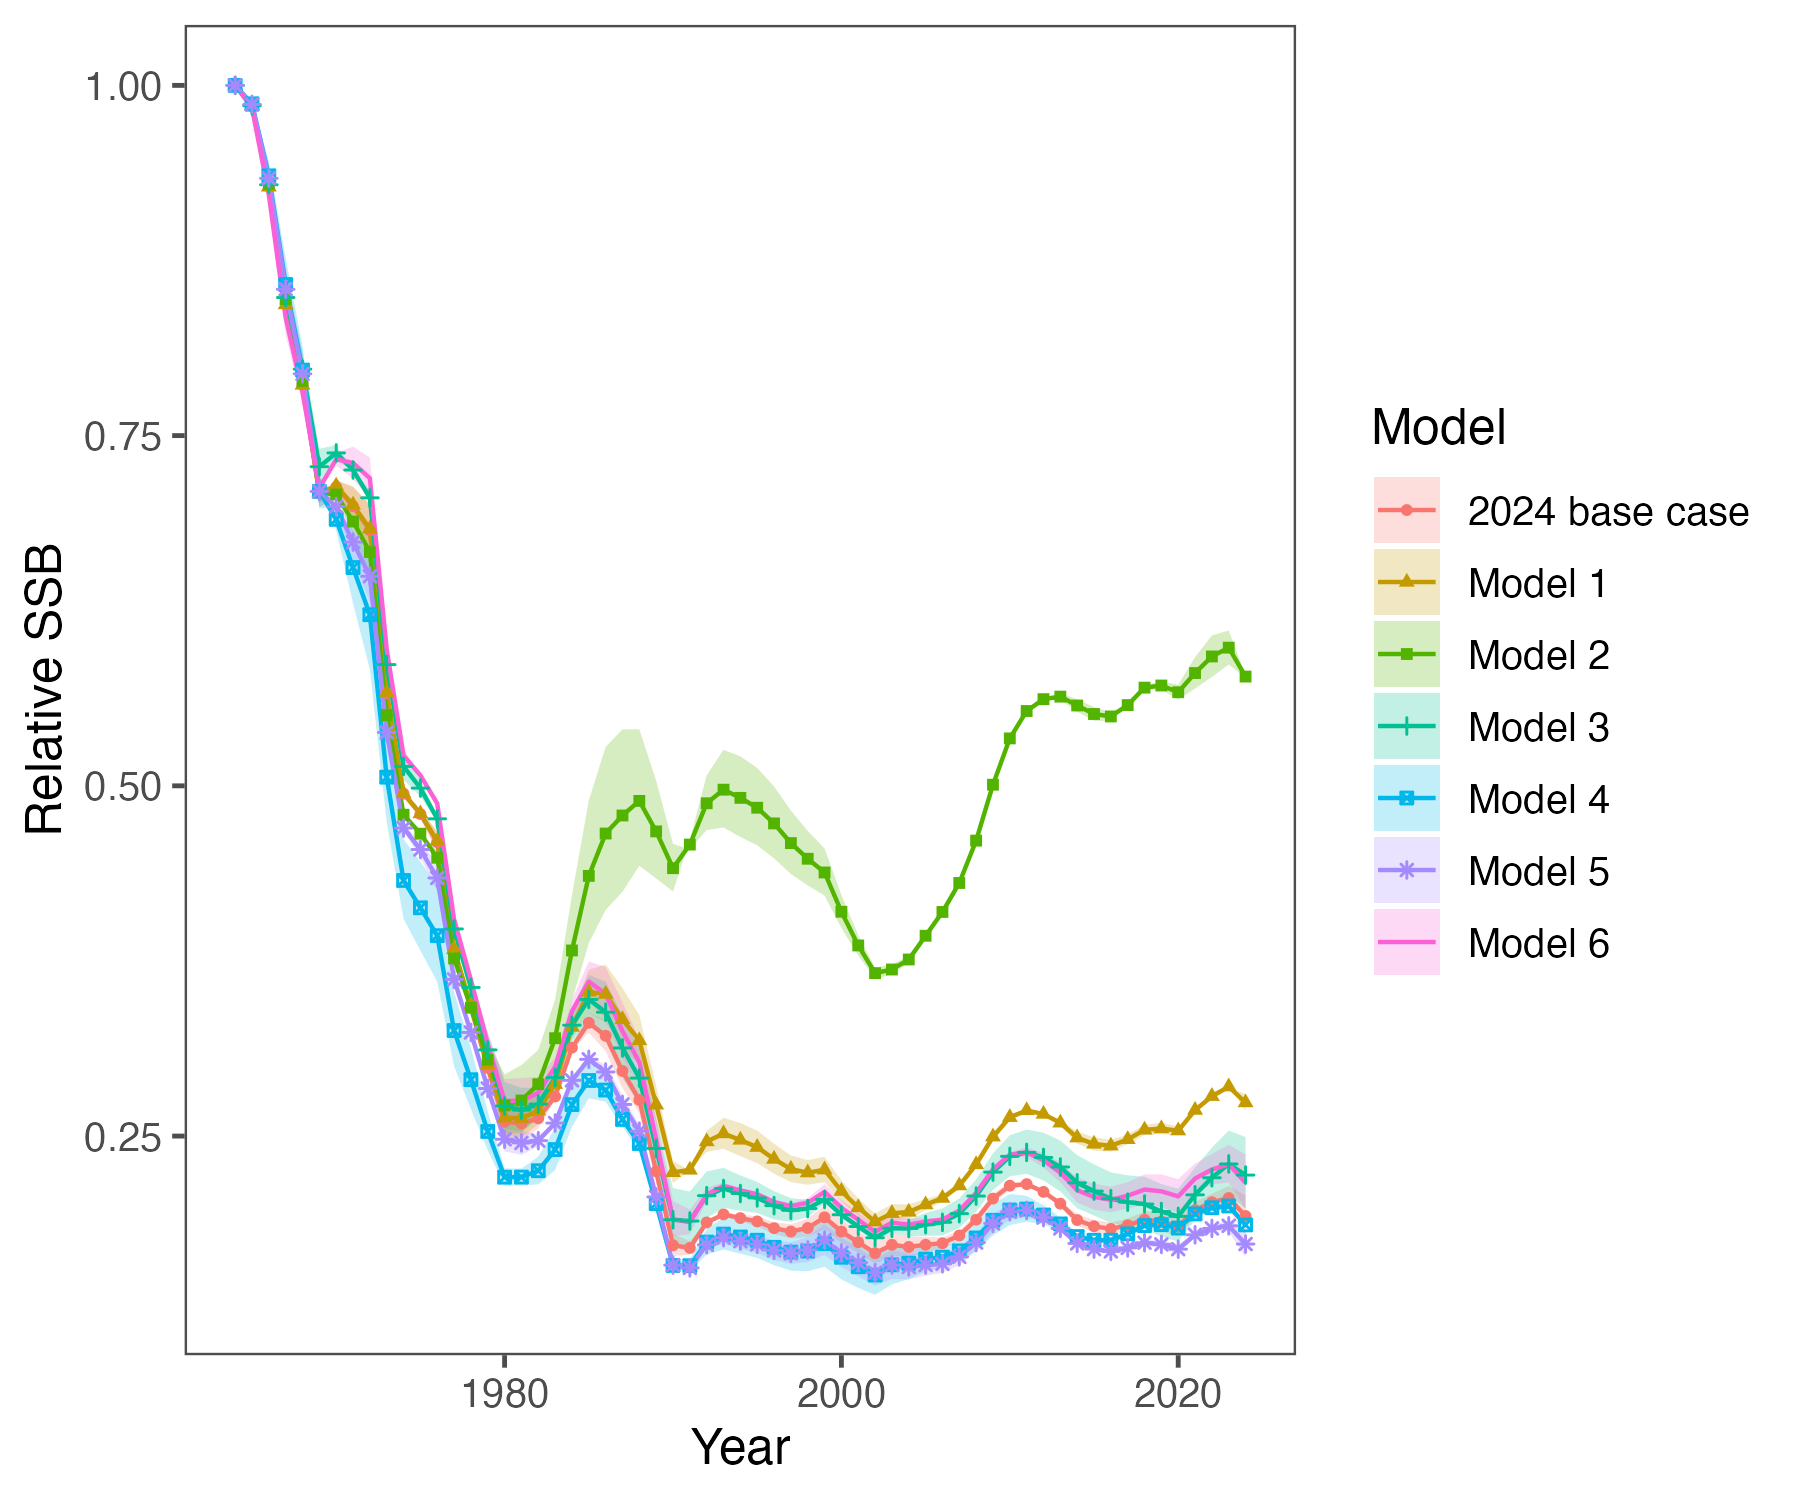 1.00
0.75
0.50
0.25
Relative SSB
1980
2000
2020
Year
Model
2024 base case
Model 1
Model 2
Model 3
Model 4
Model 5
Model 6